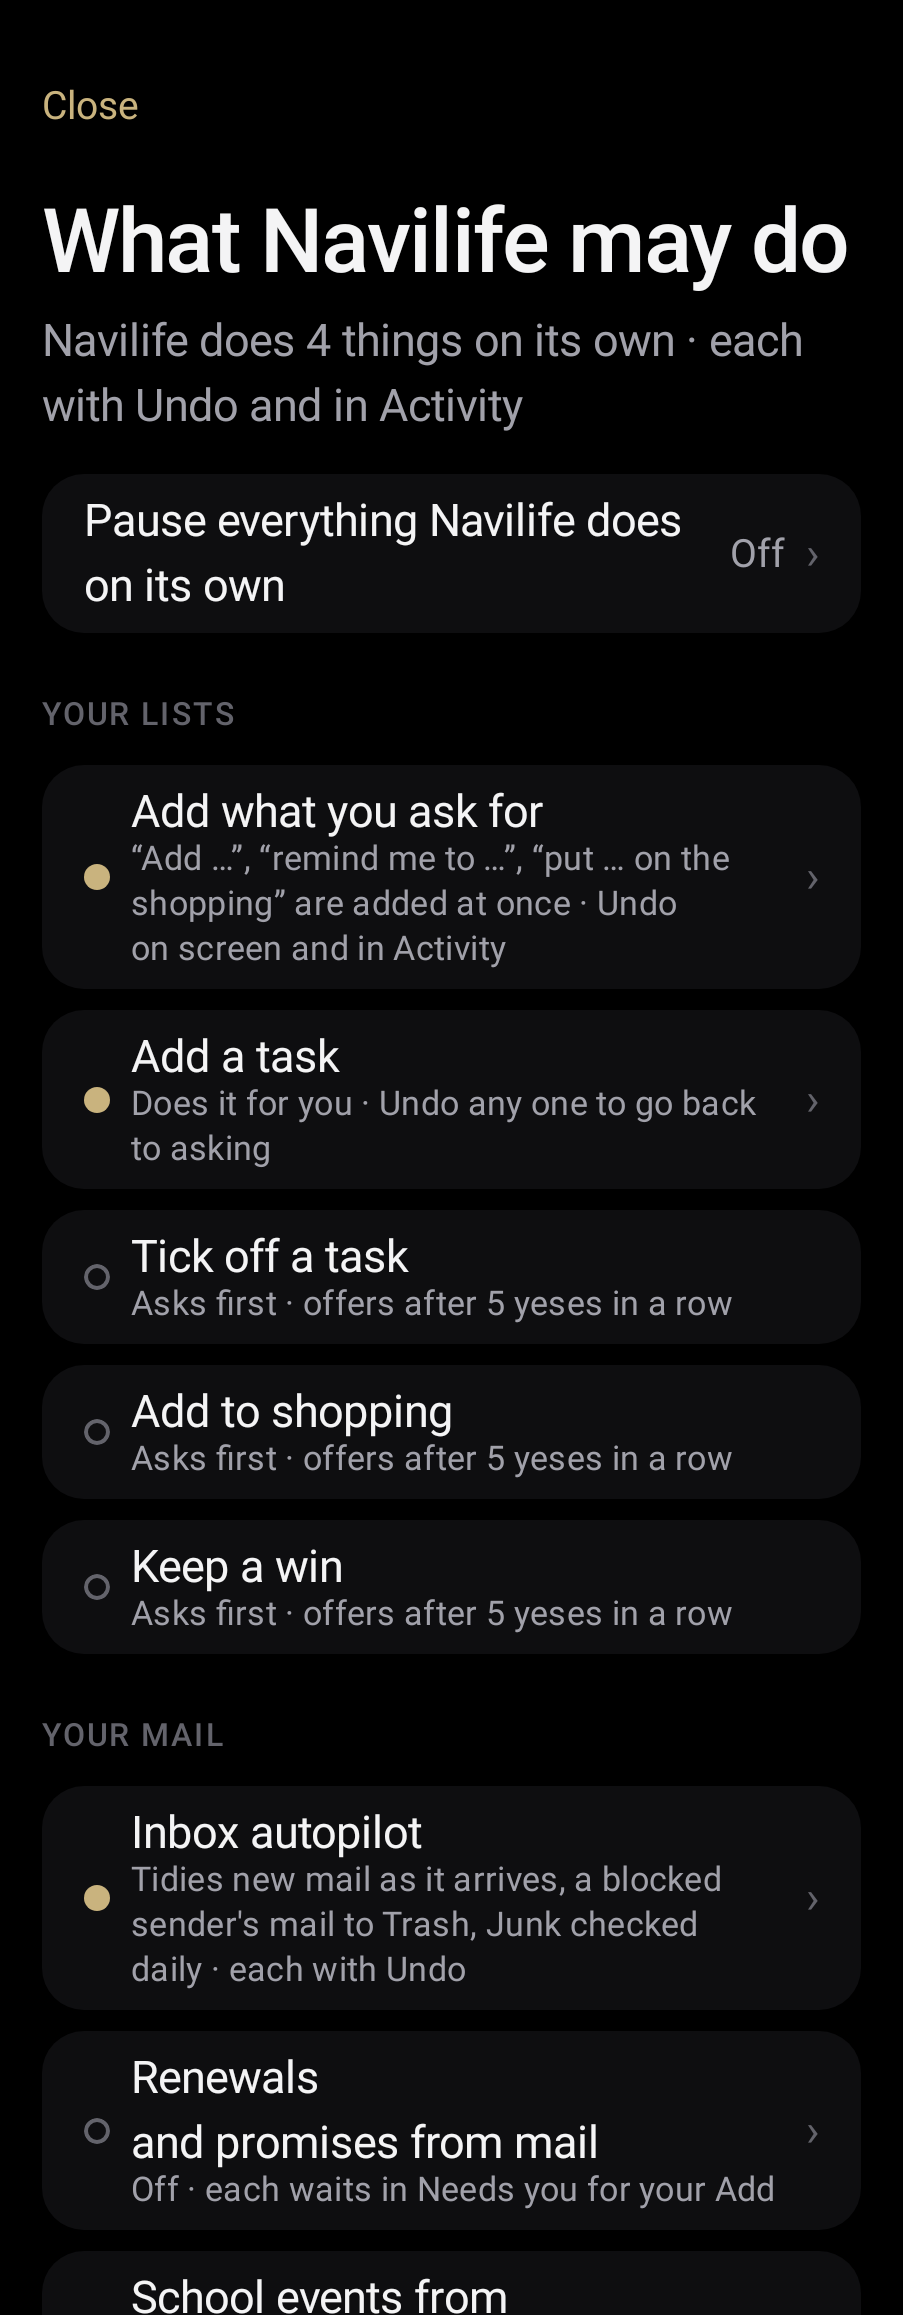 Close
What Navilife may do
Navilife does 4 things on its own · each
with Undo and in Activity
Pause everything Navilife does
on its own
Off ›
YOUR LISTS
Add what you ask for
“Add …”, “remind me to …”, “put … on the
shopping” are added at once · Undo
on screen and in Activity
›
Add a task
Does it for you · Undo any one to go back
to asking
›
Tick off a task
Asks first · offers after 5 yeses in a row
Add to shopping
Asks first · offers after 5 yeses in a row
Keep a win
Asks first · offers after 5 yeses in a row
YOUR MAIL
Inbox autopilot
Tidies new mail as it arrives, a blocked
sender's mail to Trash, Junk checked
daily · each with Undo
›
Renewals
and promises from mail
Off · each waits in Needs you for your Add
›
School events from